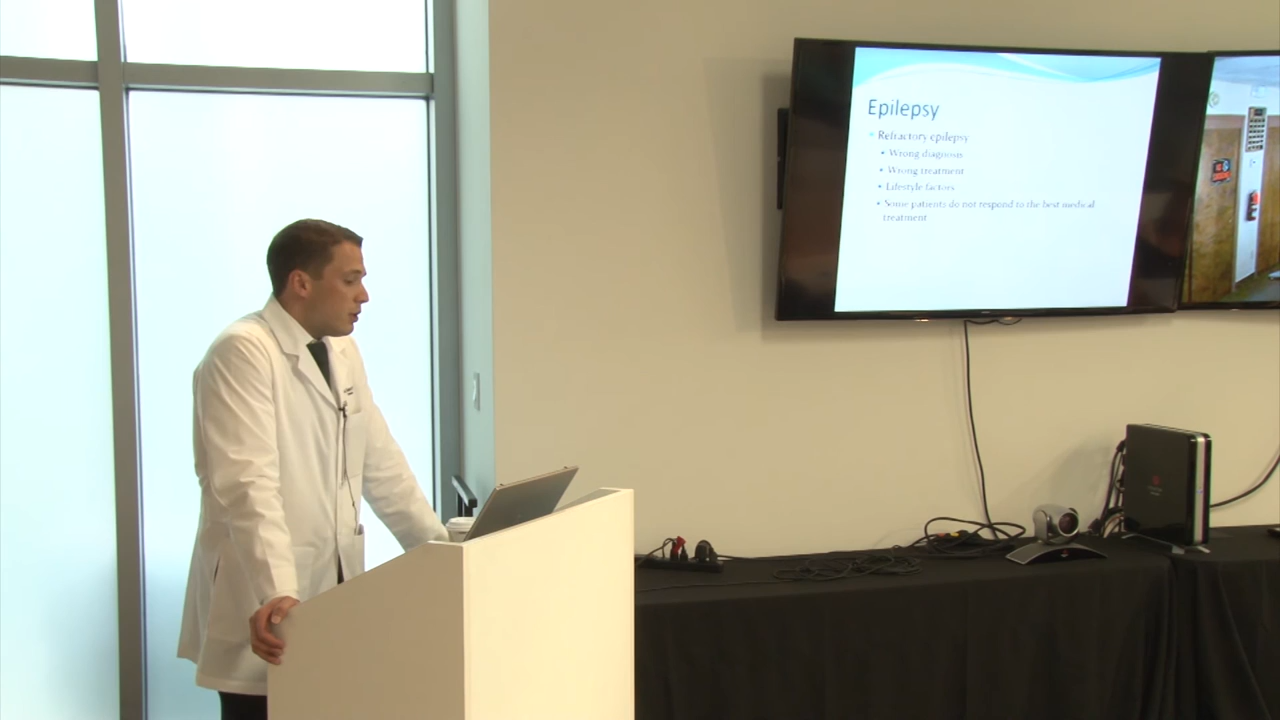 Epilepsy
Refractory epilepsy
Wrong diagnosis
Wrong treatment
Lifestyle factors
Some patients do not respond to the best medical
treatment